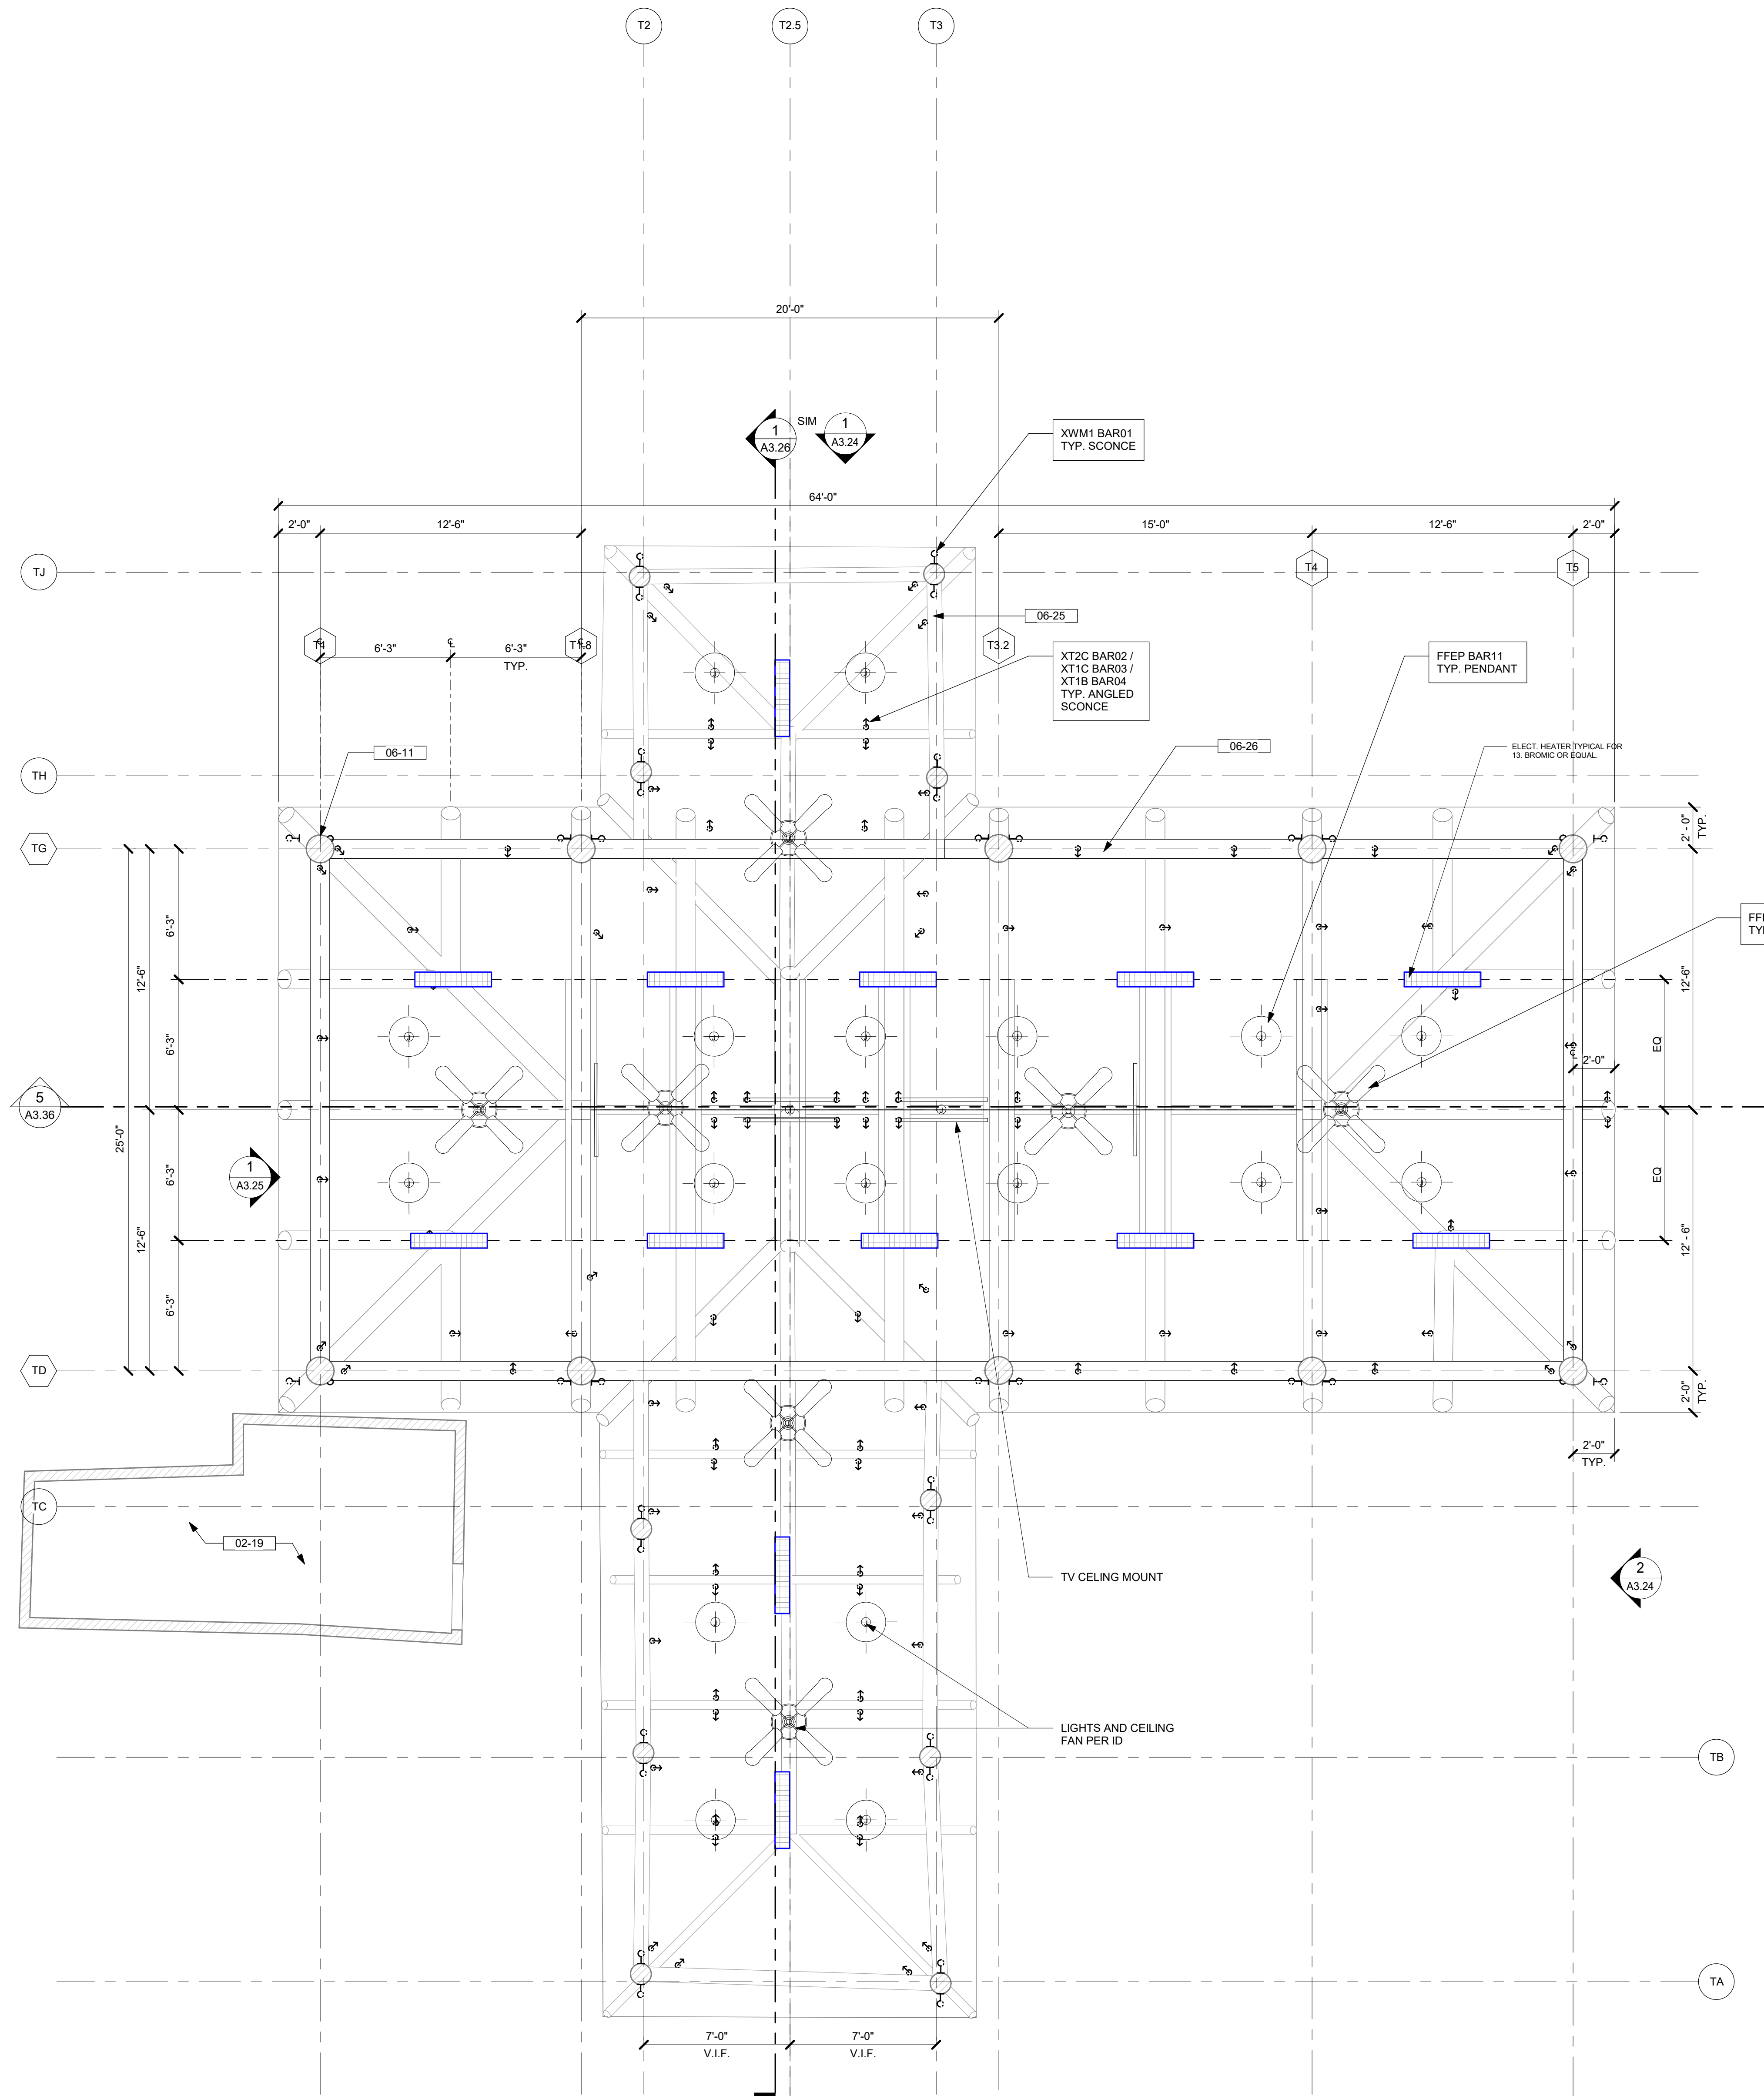 T2
T2.5
T3
20'-0"
1
A3.26
SIM
1
A3.24
XWM1 BAR01
TYP. SCONCE
64'-0"
2'-0"
12'-6"
15'-0"
12'-6"
2'-0"
TJ
T4
T5
06-25
T1
6'-3"
6'-3"
TYP.
T1.8
T3.2
XT2C BAR02 /
XT1C BAR03 /
XT1B BAR04
TYP. ANGLED
SCONCE
FFEP BAR11
TYP. PENDANT
06-11
06-26
ELECT. HEATER TYPICAL FOR
13. BROMIC OR EQUAL.
TH
2' - 0"
TYP.
TG
6'-3"
12'-6"
12'-6"
6'-3"
EQ
2'-0"
5
A3.36
25'-0"
1
A3.25
6'-3"
EQ
12'-6"
12' - 6"
6'-3"
TD
2'-0"
TYP.
2'-0"
TYP.
TC
02-19
TV CELING MOUNT
2
A3.24
LIGHTS AND CEILING
FAN PER ID
TB
TA
7'-0"
V.I.F.
7'-0"
V.I.F.